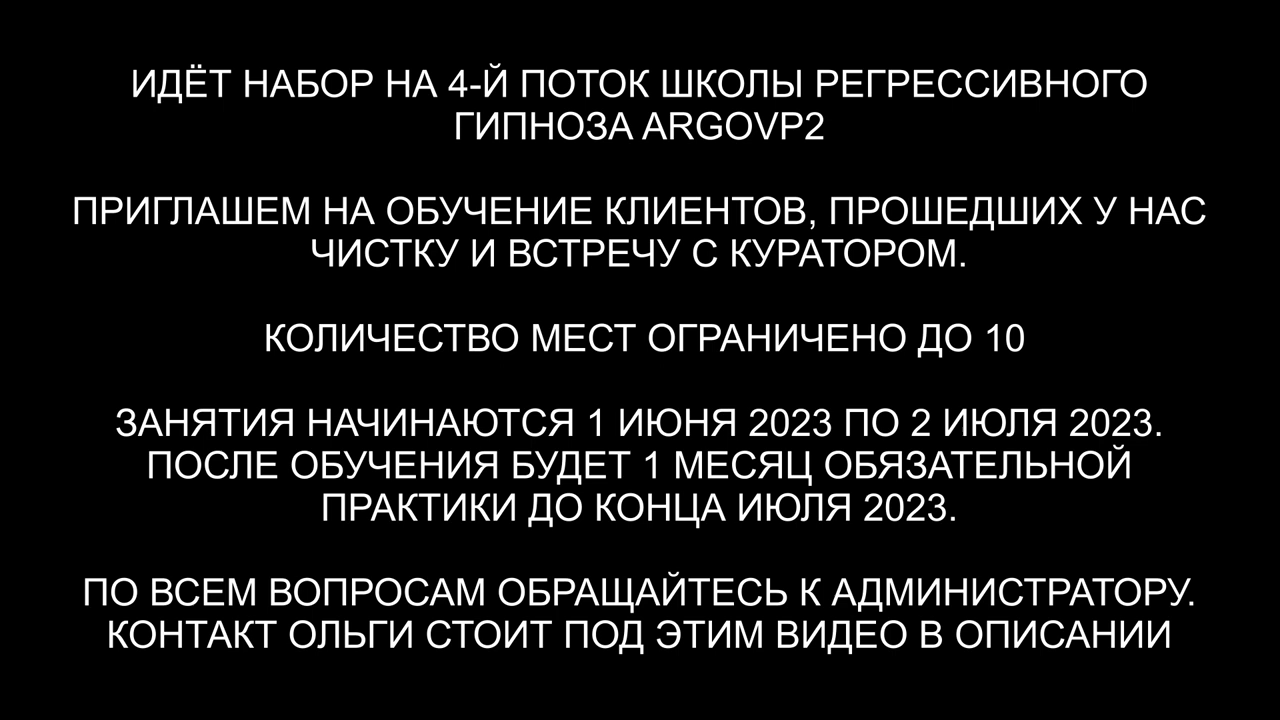 ИДЁТ НАБОР НА 4-Й ПОТОК ШКОЛЫ РЕГРЕССИВНОГО
ГИПНОЗА ARGOVP2
ПРИГЛАШЕМ НА ОБУЧЕНИЕ КЛИЕНТОВ, ПРОШЕДШИХ У НАС
ЧИСТКУ И ВСТРЕЧУ С КУРАТОРОМ.
КОЛИЧЕСТВО МЕСТ ОГРАНИЧЕНО ДО 10
ЗАНЯТИЯ НАЧИНАЮТСЯ 1 ИЮНЯ 2023 ПО 2 ИЮЛЯ 2023.
ПОСЛЕ ОБУЧЕНИЯ БУДЕТ 1 МЕСЯЦ ОБЯЗАТЕЛЬНОЙ
ПРАКТИКИ ДО КОНЦА ИЮЛЯ 2023.
ПО ВСЕМ ВОПРОСАМ ОБРАЩАЙТЕСЬ К АДМИНИСТРАТОРУ.
КОНТАКТ ОЛЬГИ СТОИТ ПОД ЭТИМ ВИДЕО В ОПИСАНИИ